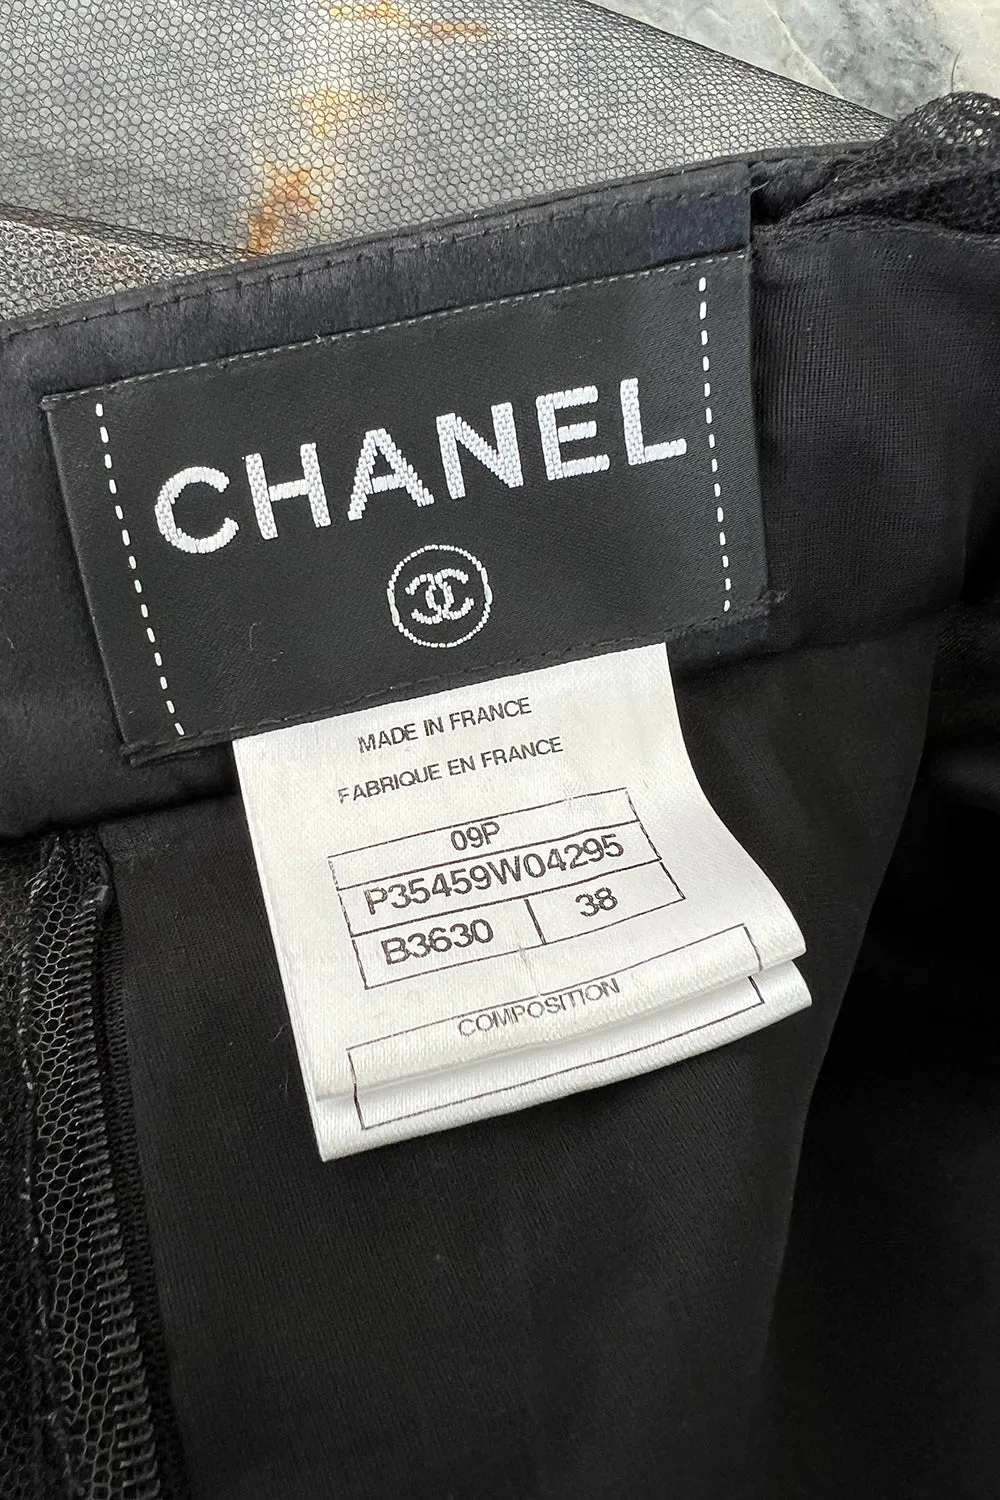 CHANEL
MADE IN FRANCE
FABRIQUE EN FRANCE
09P
P35459W04295
B3630 38
COMPOSITION